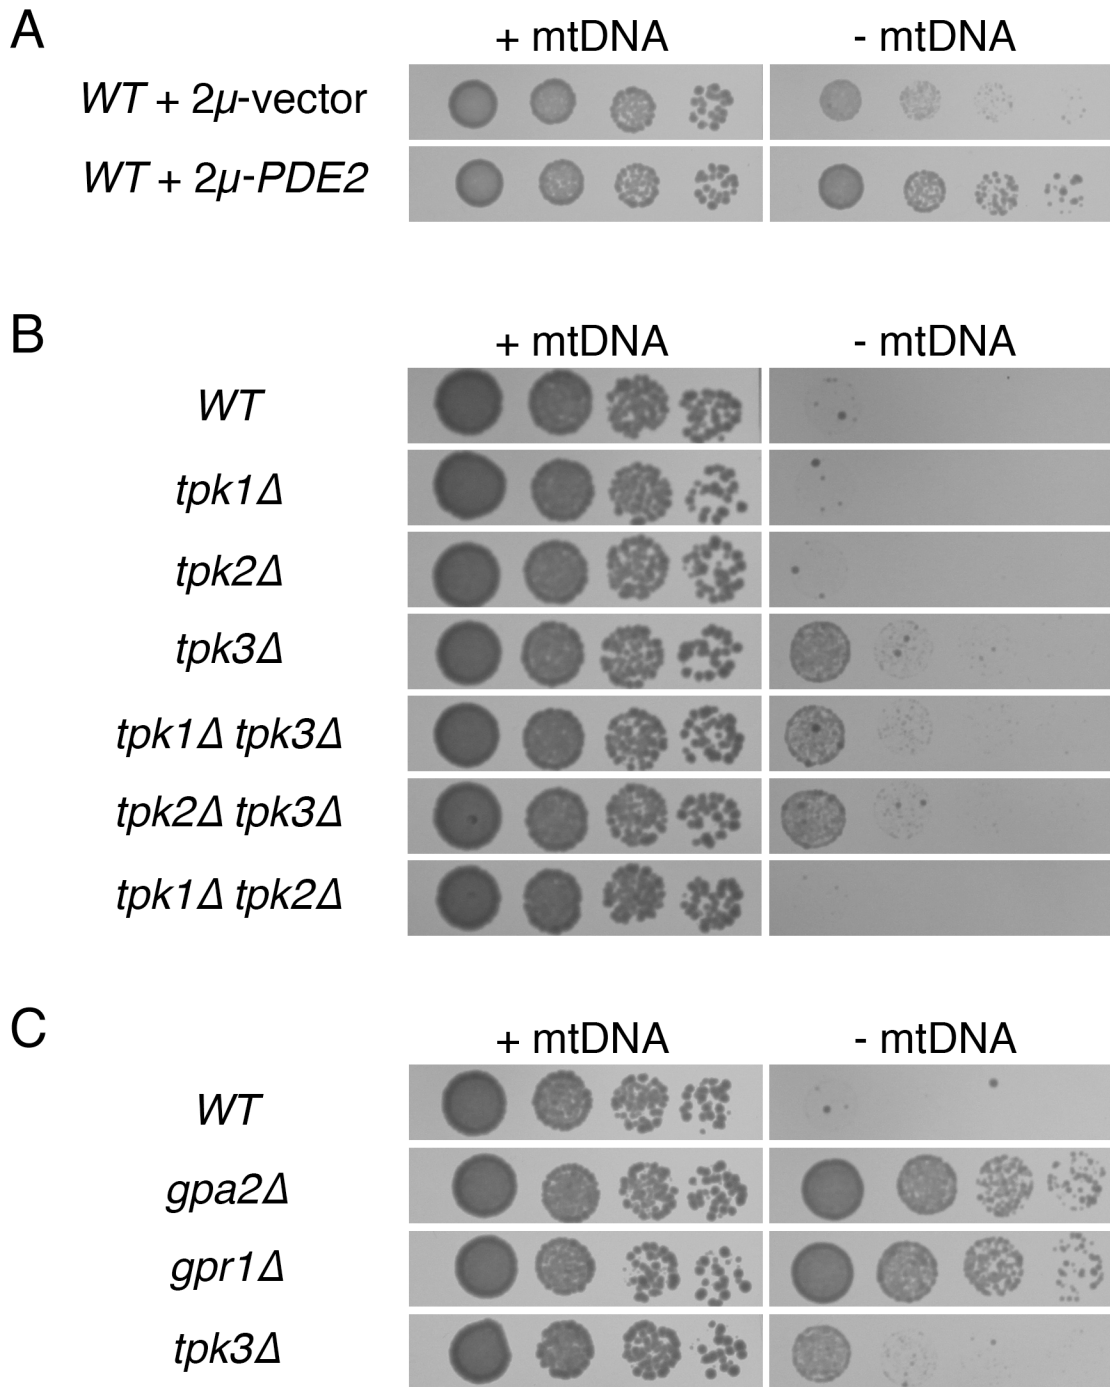 A
+ mtDNA - mtDNA
WT + 2µ-vector
WT + 2µ-PDE2
B
+ mtDNA - mtDNA
WT
tpk1Δ
tpk2Δ
tpk3Δ
tpk1Δ tpk3Δ
tpk2Δ tpk3Δ
tpk1Δ tpk2Δ
C
+ mtDNA - mtDNA
WT
gpa2Δ
gpr1Δ
tpk3Δ